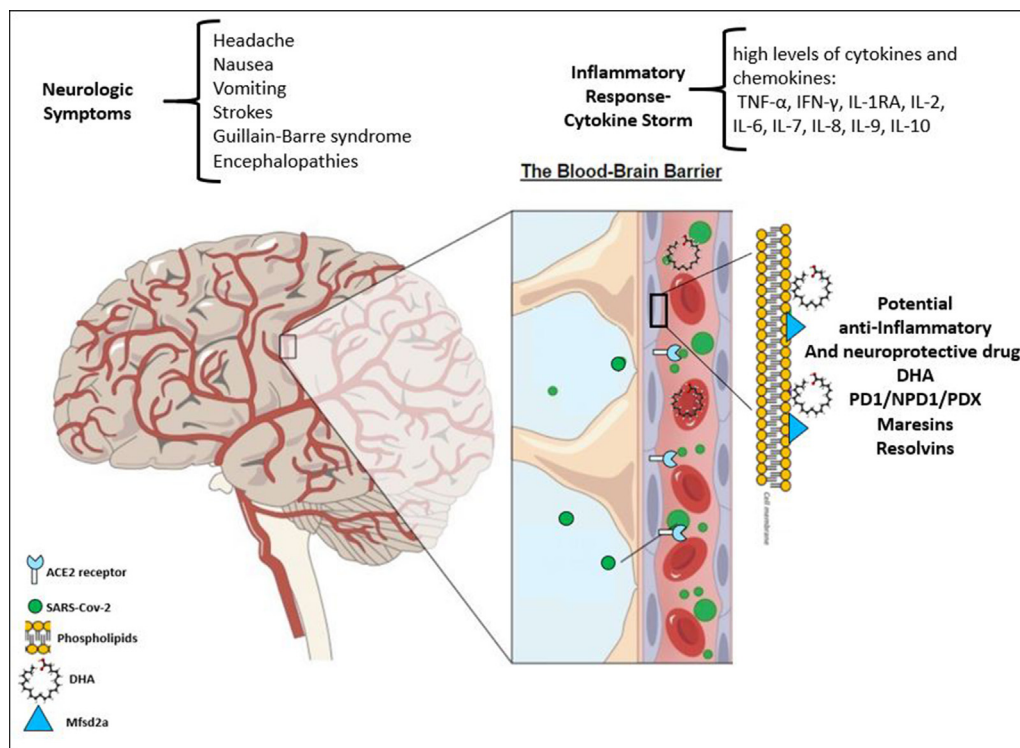 Neurologic
Symptoms
Headache
Nausea
Vomiting
Strokes
Guillain-Barre syndrome
Encephalopathies
Inflammatory
Response-
Cytokine Storm
high levels of cytokines and
chemokines:
TNF-α, IFN-γ, IL-1RA, IL-2,
IL-6, IL-7, IL-8, IL-9, IL-10
The Blood-Brain Barrier
Potential
anti-Inflammatory
And neuroprotective drug
DHA
PD1/NPD1/PDX
Maresins
Resolvins
Cell membrane
ACE2 receptor
SARS-Cov-2
Phospholipids
DHA
Mfsd2a